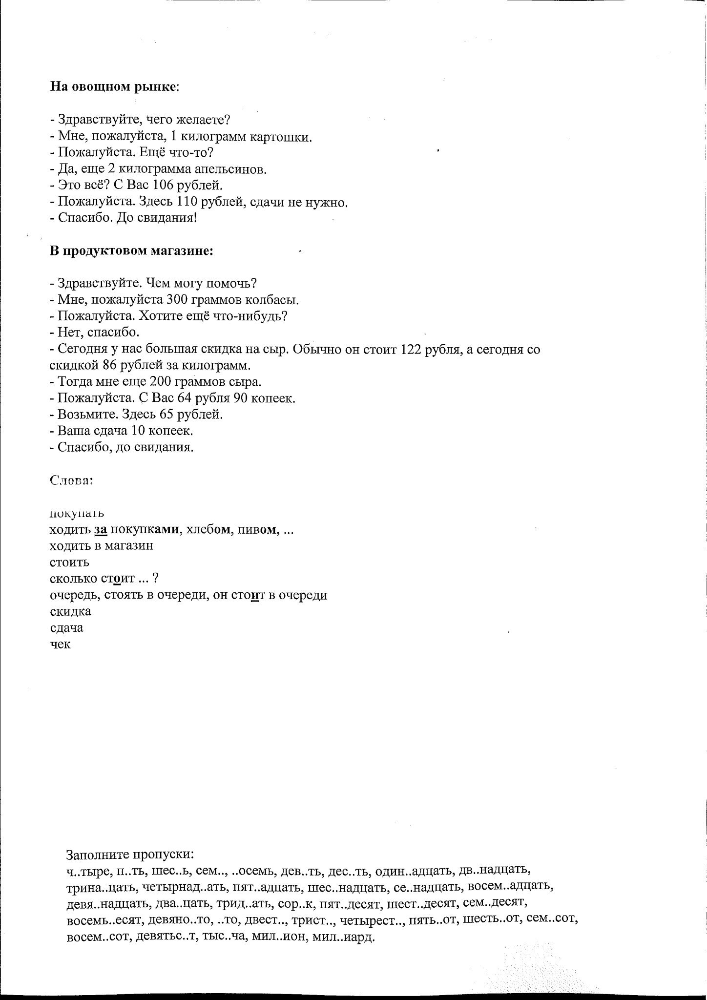 На овощном рынке:
- Здравствуйте, чего желаете?
- Мне, пожалуйста, 1 килограмм картошки.
- Пожалуйста. Ещё что-то?
- Да, еще 2 килограмма апельсинов.
- Это всё? С Вас 106 рублей.
- Пожалуйста. Здесь 110 рублей, сдачи не нужно.
- Спасибо. До свидания!
В продуктовом магазине:
- Здравствуйте. Чем могу помочь?
- Мне, пожалуйста 300 граммов колбасы.
- Пожалуйста. Хотите ещё что-нибудь?
- Нет, спасибо.
- Сегодня у нас большая скидка на сыр. Обычно он стоит 122 рубля, а сегодня со
скидкой 86 рублей за килограмм.
- Тогда мне еще 200 граммов сыра.
- Пожалуйста. С Вас 64 рубля 90 копеек.
- Возьмите. Здесь 65 рублей.
- Ваша сдача 10 копеек.
- Спасибо, до свидания.
Слова:
покупать
ходить за покупками, хлебом, пивом, ...
ходить в магазин
стоить
сколько стоит ... ?
очередь, стоять в очереди, он стоит в очереди
скидка
сдача
чек
Заполните пропуски:
ч..тыре, п..ть, шес..ь, сем.., ..осемь, дев..ть, дес..ть, один..адцать, дв..надцать,
трина..цать, четырнад..ать, пят..адцать, шес..надцать, се..надцать, восем..адцать,
девя..надцать, два..цать, трид..ать, сор..к, пят..десят, шест..десят, сем..десят,
восемь..есят, девяно..то, ..то, двест.., трист.., четырест.., пять..от, шесть..от, сем..сот,
восем..сот, девятьс..т, тыс..ча, мил..ион, мил..иард.